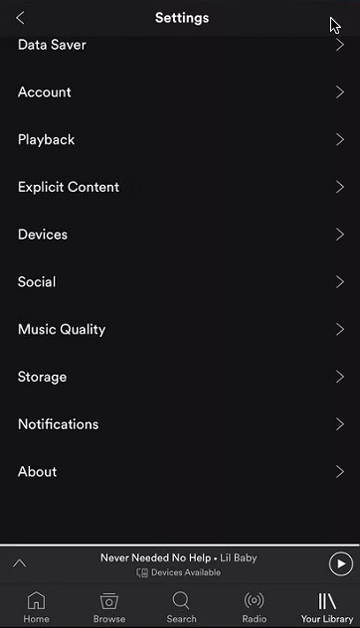 Settings
Data Saver
Account
Playback
Explicit Content
Devices
Social
Music Quality
Storage
Notifications
About
Never Needed No Help • Lil Baby
Devices Available
Home
Browse
Search
Radio
Your Library